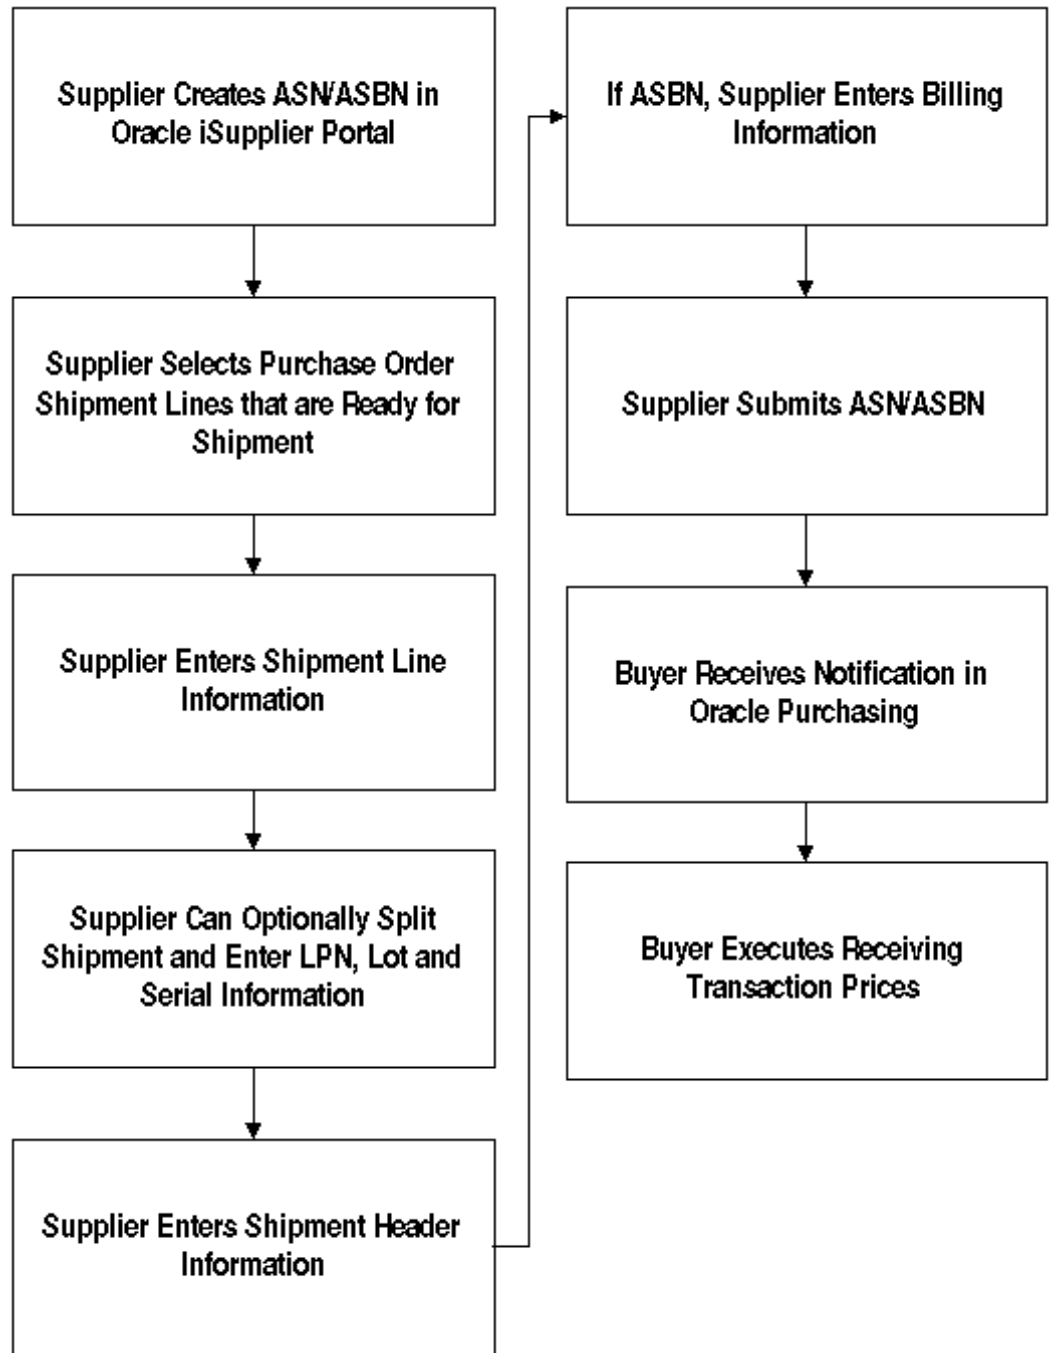 Supplier Creates ASN/ASBN in
Oracle iSupplier Portal
Supplier Selects Purchase Order
Shipment Lines that are Ready for
Shipment
Supplier Enters Shipment Line
Information
Supplier Can Optionally Split
Shipment and Enter LPN, Lot and
Serial Information
Supplier Enters Shipment Header
Information
If ASBN, Supplier Enters Billing
Information
Supplier Submits ASN/ASBN
Buyer Receives Notification in
Oracle Purchasing
Buyer Executes Receiving
Transaction Prices